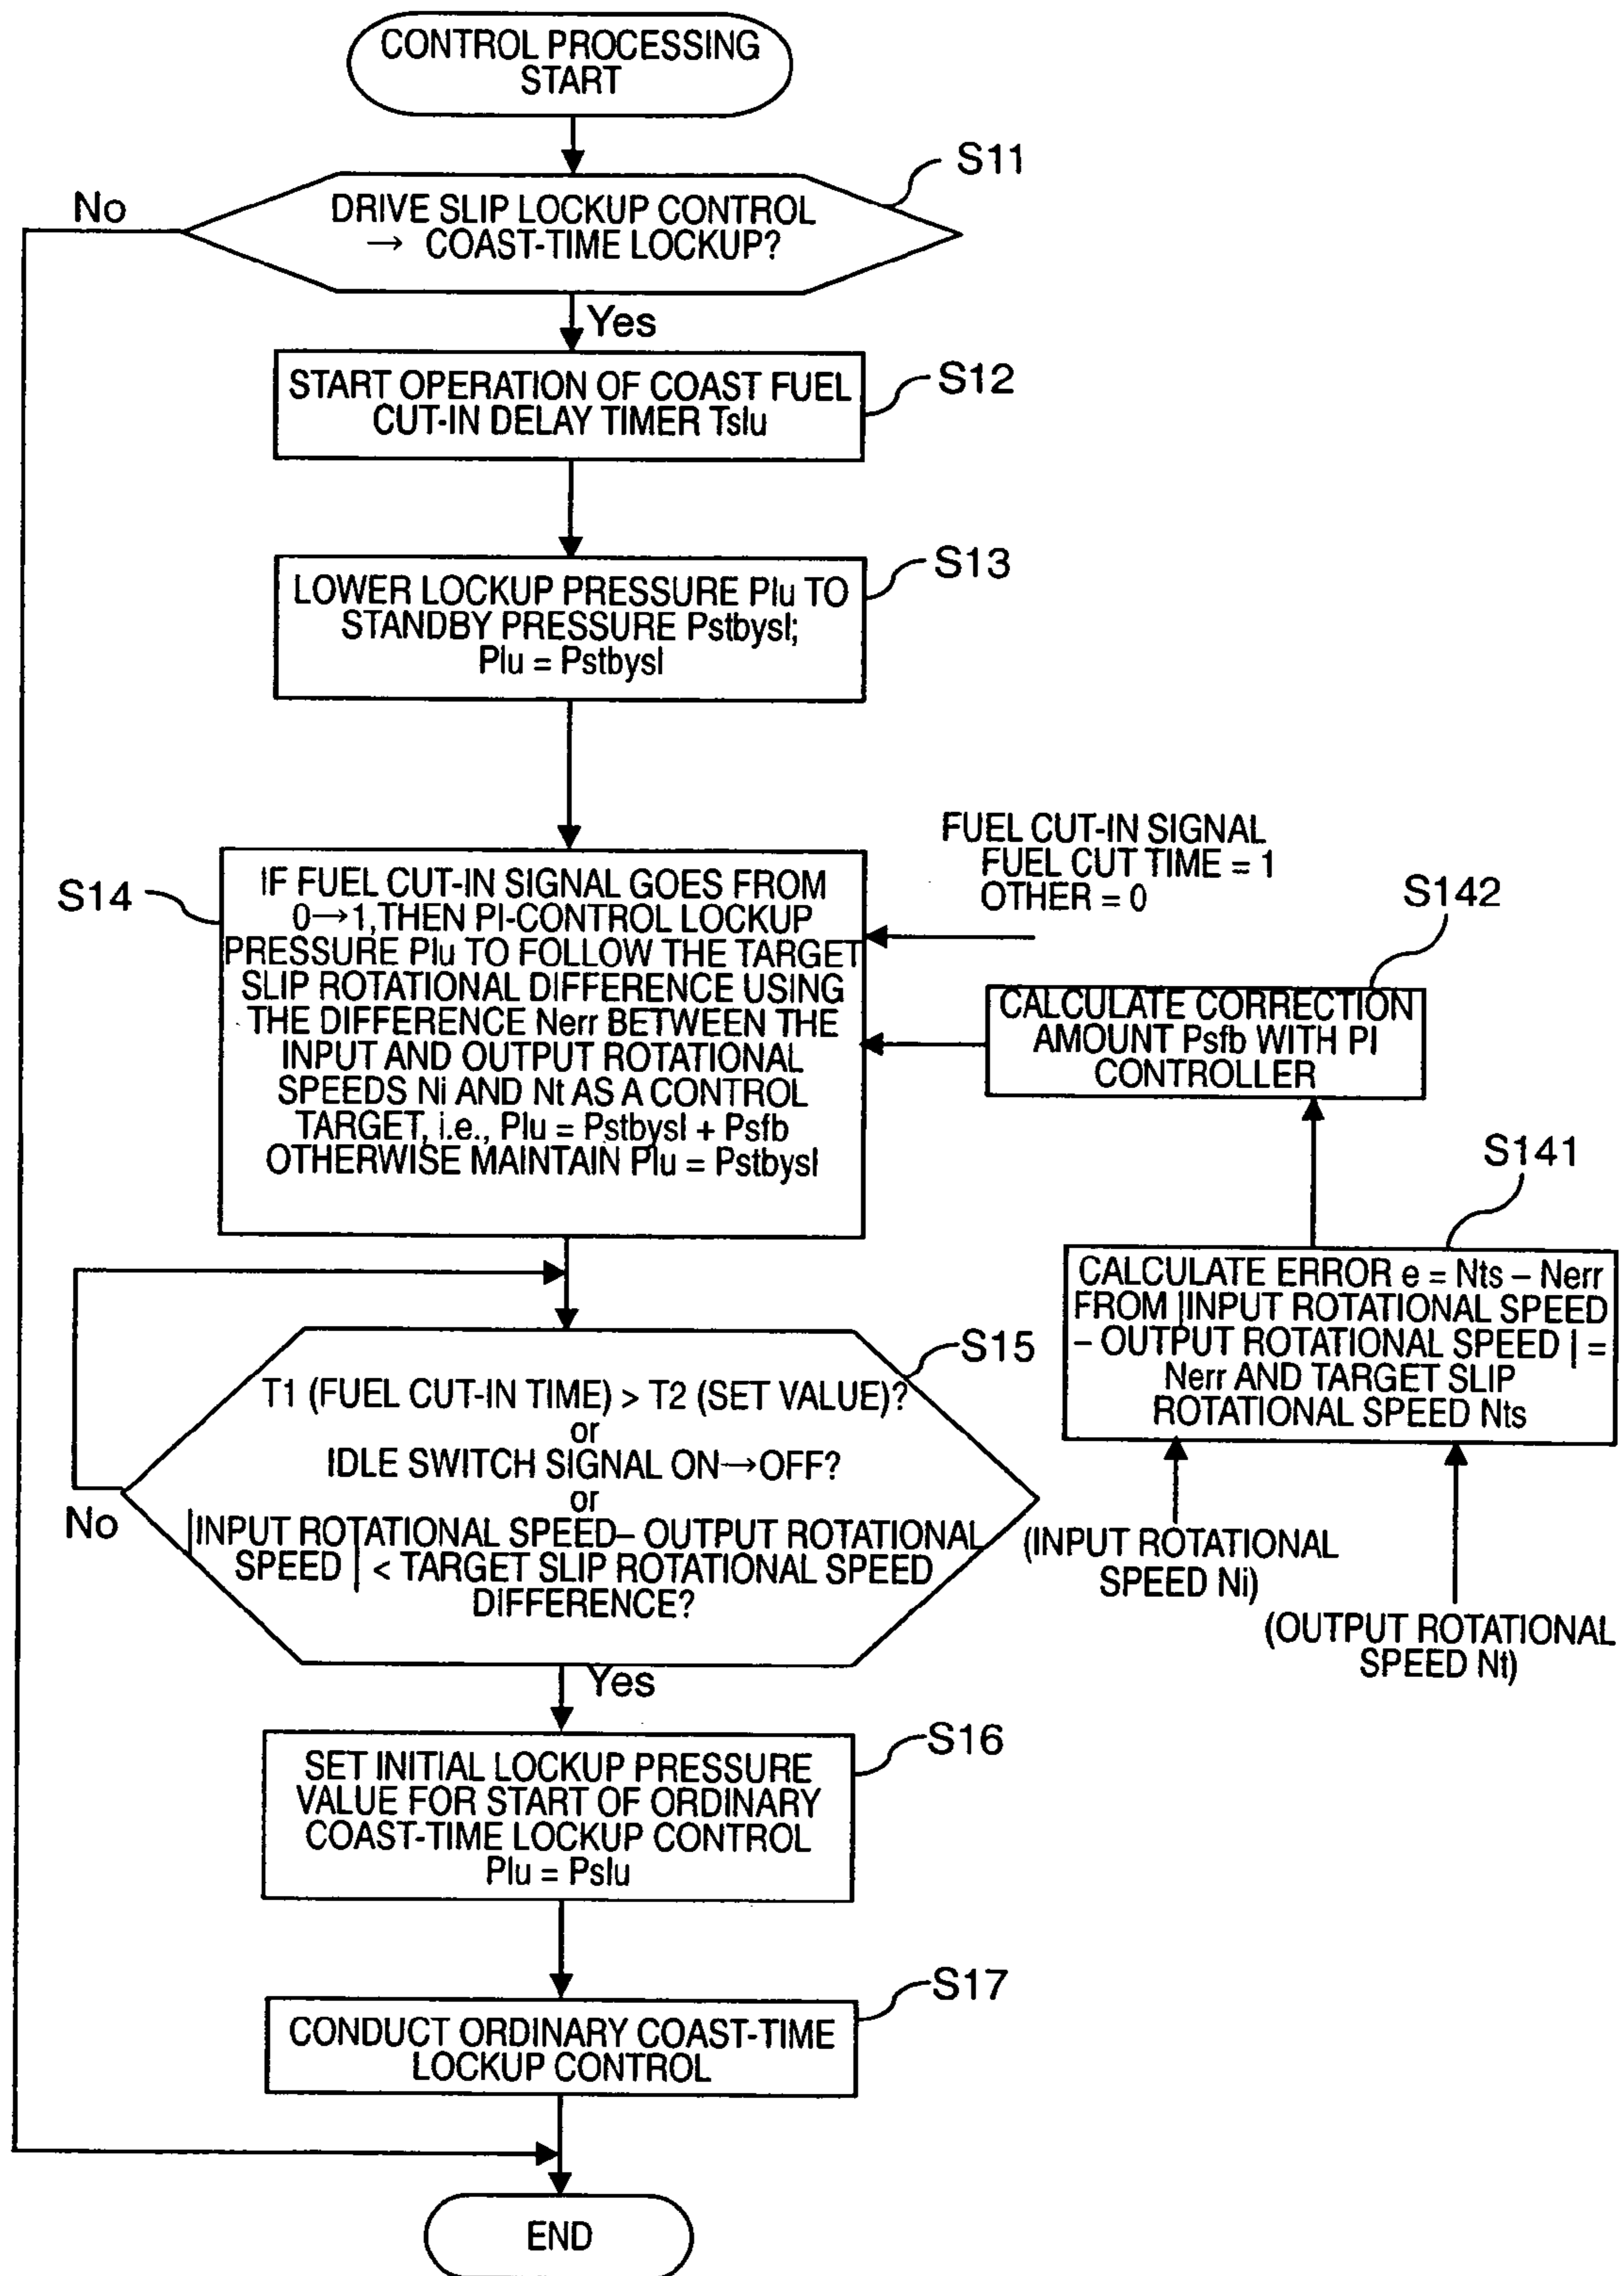 CONTROL PROCESSING
START
S11
No
DRIVE SLIP LOCKUP CONTROL
→ COAST-TIME LOCKUP?
Yes
S12
START OPERATION OF COAST FUEL
CUT-IN DELAY TIMER Tslu
S13
LOWER LOCKUP PRESSURE Plu TO
STANDBY PRESSURE Pstbysl;
Plu = Pstbysl
FUEL CUT-IN SIGNAL
FUEL CUT TIME = 1
OTHER = 0
S14
IF FUEL CUT-IN SIGNAL GOES FROM
0→1, THEN PI-CONTROL LOCKUP
PRESSURE Plu TO FOLLOW THE TARGET
SLIP ROTATIONAL DIFFERENCE USING
THE DIFFERENCE Nerr BETWEEN THE
INPUT AND OUTPUT ROTATIONAL
SPEEDS Ni AND Nt AS A CONTROL
TARGET, i.e., Plu = Pstbysl + Psfb
OTHERWISE MAINTAIN Plu = Pstbysl
S142
CALCULATE CORRECTION
AMOUNT Psfb WITH PI
CONTROLLER
S141
CALCULATE ERROR e = Nts – Nerr
FROM |INPUT ROTATIONAL SPEED
– OUTPUT ROTATIONAL SPEED | =
Nerr AND TARGET SLIP
ROTATIONAL SPEED Nts
(INPUT ROTATIONAL
SPEED Ni)
(OUTPUT ROTATIONAL
SPEED Nt)
S15
T1 (FUEL CUT-IN TIME) > T2 (SET VALUE)?
or
IDLE SWITCH SIGNAL ON→OFF?
or
|INPUT ROTATIONAL SPEED– OUTPUT ROTATIONAL
SPEED | < TARGET SLIP ROTATIONAL SPEED
DIFFERENCE?
No
Yes
S16
SET INITIAL LOCKUP PRESSURE
VALUE FOR START OF ORDINARY
COAST-TIME LOCKUP CONTROL
Plu = Pslu
S17
CONDUCT ORDINARY COAST-TIME
LOCKUP CONTROL
END